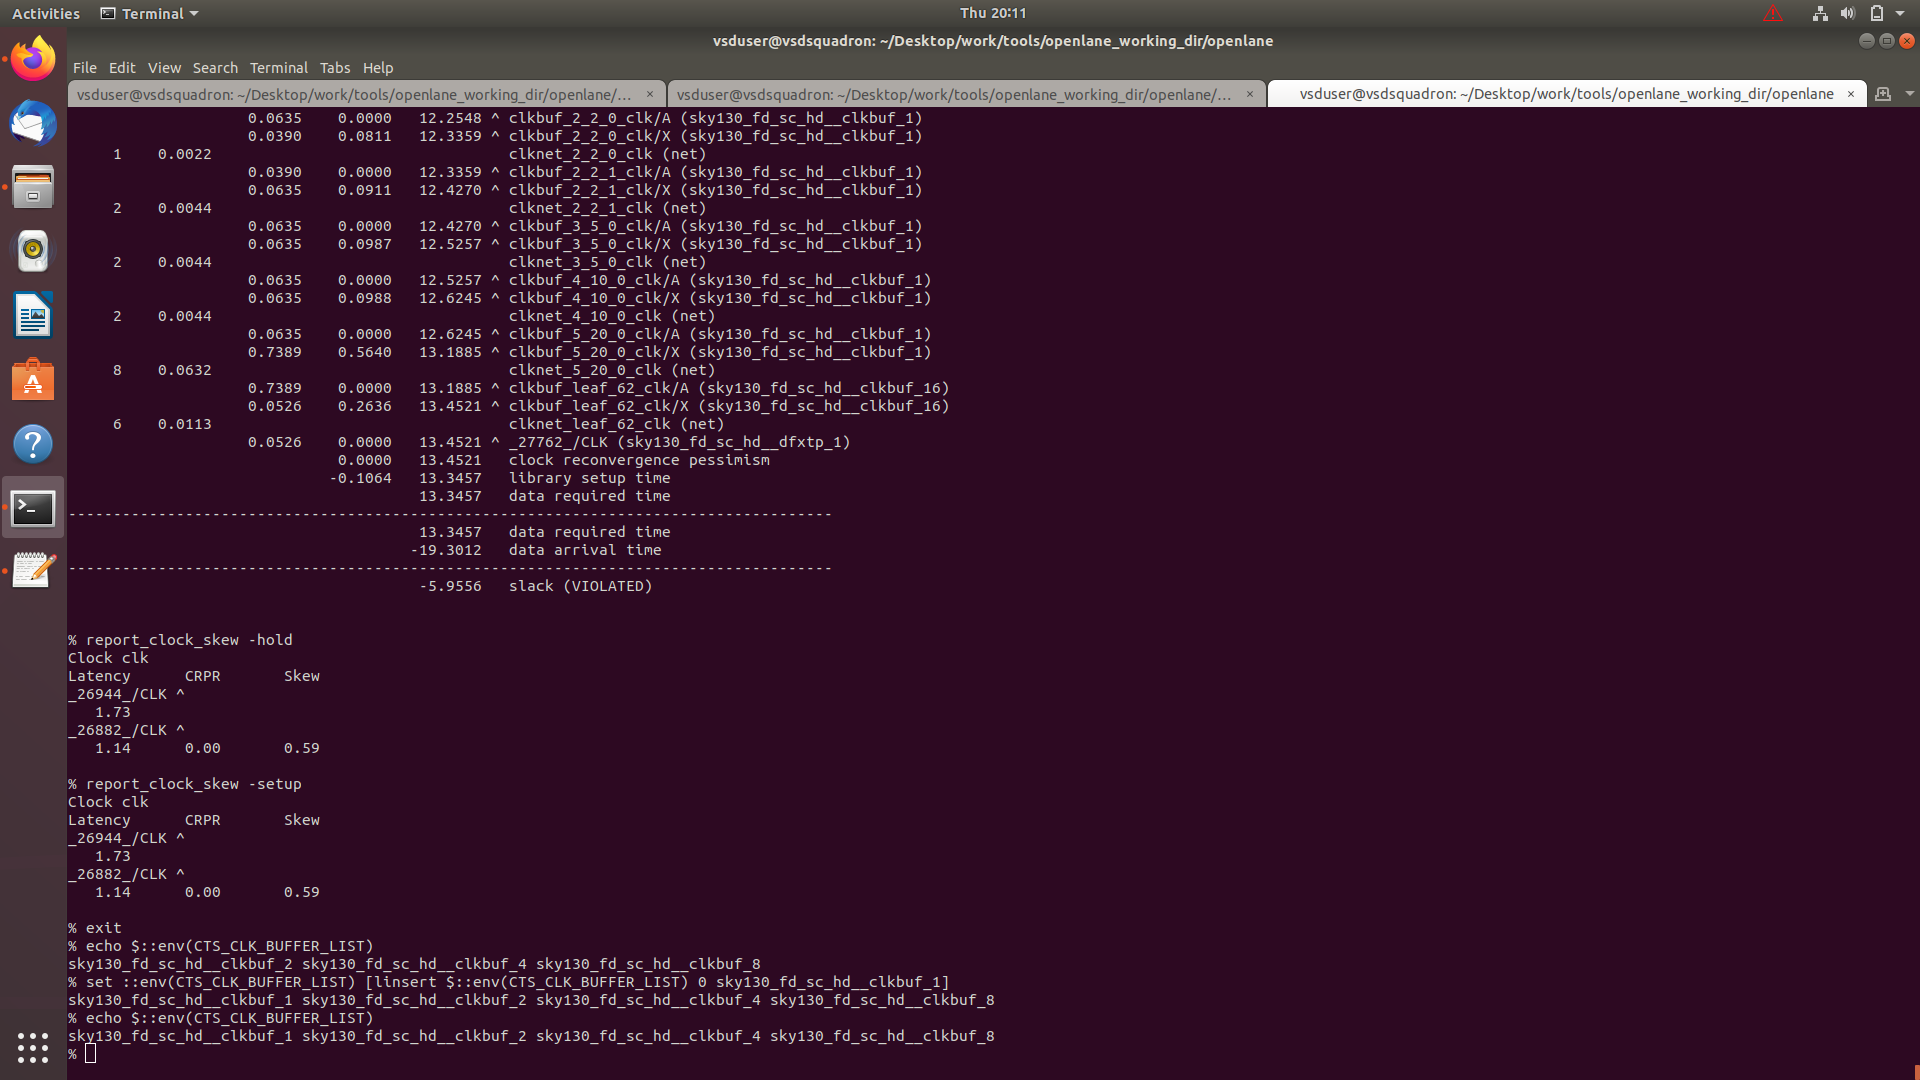 Activities Terminal Thu 20:11
vsduser@vsdsquadron: ~/Desktop/work/tools/openlane_working_dir/openlane
File Edit View Search Terminal Tabs Help
vsduser@vsdsquadron: ~/Desktop/work/tools/openlane_working_dir/openlane/... × vsduser@vsdsquadron: ~/Desktop/work/tools/openlane_working_dir/openlane/... × vsduser@vsdsquadron: ~/Desktop/work/tools/openlane_working_dir/openlane ×
0.0635 0.0000 12.2548 ^ clkbuf_2_2_0_clk/A (sky130_fd_sc_hd__clkbuf_1)
0.0390 0.0811 12.3359 ^ clkbuf_2_2_0_clk/X (sky130_fd_sc_hd__clkbuf_1)
1 0.0022 clknet_2_2_0_clk (net)
0.0390 0.0000 12.3359 ^ clkbuf_2_2_1_clk/A (sky130_fd_sc_hd__clkbuf_1)
0.0635 0.0911 12.4270 ^ clkbuf_2_2_1_clk/X (sky130_fd_sc_hd__clkbuf_1)
2 0.0044 clknet_2_2_1_clk (net)
0.0635 0.0000 12.4270 ^ clkbuf_3_5_0_clk/A (sky130_fd_sc_hd__clkbuf_1)
0.0635 0.0987 12.5257 ^ clkbuf_3_5_0_clk/X (sky130_fd_sc_hd__clkbuf_1)
2 0.0044 clknet_3_5_0_clk (net)
0.0635 0.0000 12.5257 ^ clkbuf_4_10_0_clk/A (sky130_fd_sc_hd__clkbuf_1)
0.0635 0.0988 12.6245 ^ clkbuf_4_10_0_clk/X (sky130_fd_sc_hd__clkbuf_1)
2 0.0044 clknet_4_10_0_clk (net)
0.0635 0.0000 12.6245 ^ clkbuf_5_20_0_clk/A (sky130_fd_sc_hd__clkbuf_1)
0.7389 0.5640 13.1885 ^ clkbuf_5_20_0_clk/X (sky130_fd_sc_hd__clkbuf_1)
8 0.0632 clknet_5_20_0_clk (net)
0.7389 0.0000 13.1885 ^ clkbuf_leaf_62_clk/A (sky130_fd_sc_hd__clkbuf_16)
0.0526 0.2636 13.4521 ^ clkbuf_leaf_62_clk/X (sky130_fd_sc_hd__clkbuf_16)
6 0.0113 clknet_leaf_62_clk (net)
0.0526 0.0000 13.4521 ^ _27762_/CLK (sky130_fd_sc_hd__dfxtp_1)
0.0000 13.4521 clock reconvergence pessimism
-0.1064 13.3457 library setup time
13.3457 data required time
-------------------------------------------------------------------------------------
13.3457 data required time
-19.3012 data arrival time
-------------------------------------------------------------------------------------
-5.9556 slack (VIOLATED)
% report_clock_skew -hold
Clock clk
Latency CRPR Skew
_26944_/CLK ^
1.73
_26882_/CLK ^
1.14 0.00 0.59
% report_clock_skew -setup
Clock clk
Latency CRPR Skew
_26944_/CLK ^
1.73
_26882_/CLK ^
1.14 0.00 0.59
% exit
% echo $::env(CTS_CLK_BUFFER_LIST)
sky130_fd_sc_hd__clkbuf_2 sky130_fd_sc_hd__clkbuf_4 sky130_fd_sc_hd__clkbuf_8
% set ::env(CTS_CLK_BUFFER_LIST) [linsert $::env(CTS_CLK_BUFFER_LIST) 0 sky130_fd_sc_hd__clkbuf_1]
sky130_fd_sc_hd__clkbuf_1 sky130_fd_sc_hd__clkbuf_2 sky130_fd_sc_hd__clkbuf_4 sky130_fd_sc_hd__clkbuf_8
% echo $::env(CTS_CLK_BUFFER_LIST)
sky130_fd_sc_hd__clkbuf_1 sky130_fd_sc_hd__clkbuf_2 sky130_fd_sc_hd__clkbuf_4 sky130_fd_sc_hd__clkbuf_8
%